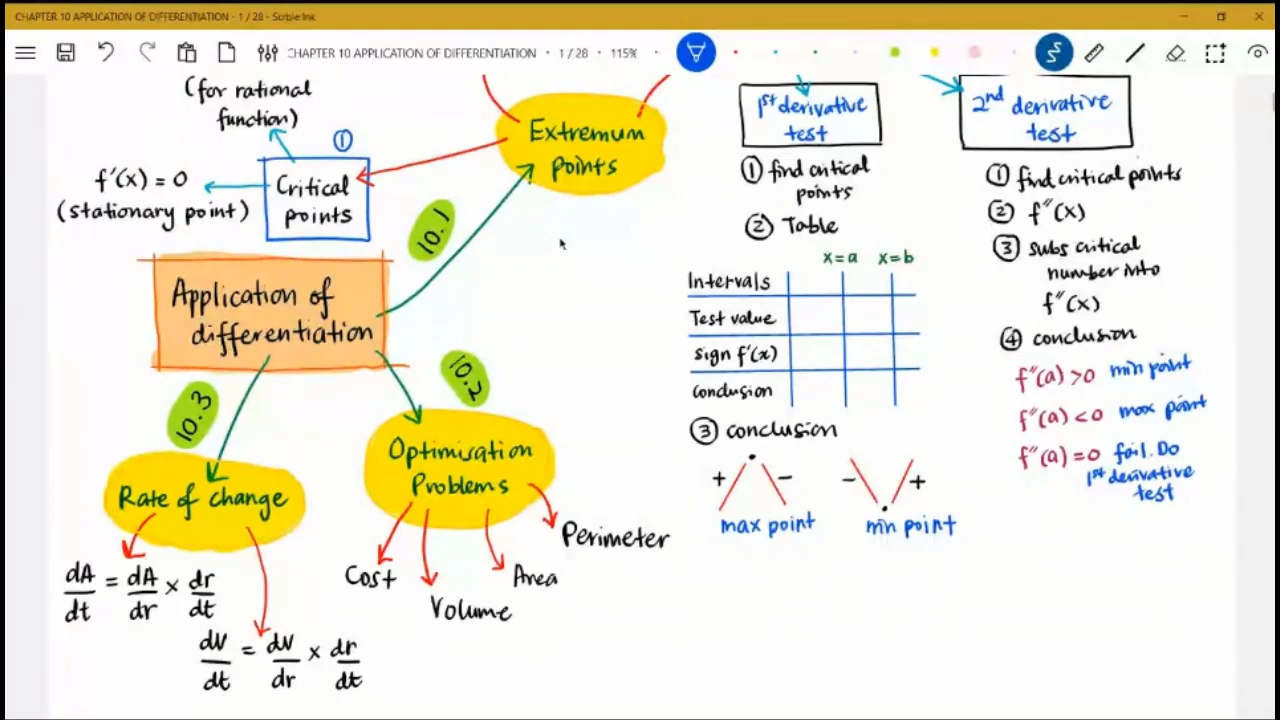 CHAPTER 10 APPLICATION OF DIFFERENTIATION - 1 / 28 - Scrble Ink
CHAPTER 10 APPLICATION OF DIFFERENTIATION • 1 / 28 • 115%
(for rational
function)
①
f'(x) = 0
(stationary point)
Critical
points
Extremum
points
10.1
Application of
differentiation
10.3
10.2
Rate of change
dA/dt = dA/dr × dr/dt
dV/dt = dV/dr × dr/dt
Optimisation
Problems
Cost
Volume
Area
Perimeter
1st derivative
test
① find critical
points
② Table
x=a x=b
Intervals
Test value
sign f'(x)
conclusion
③ conclusion
+ -
max point
- +
min point
2nd derivative
test
① find critical points
② f"(x)
③ subs critical
number into
f"(x)
④ conclusion
f"(a) >0 min point
f"(a) <0 max point
f"(a) =0 fail. Do
1st derivative
test